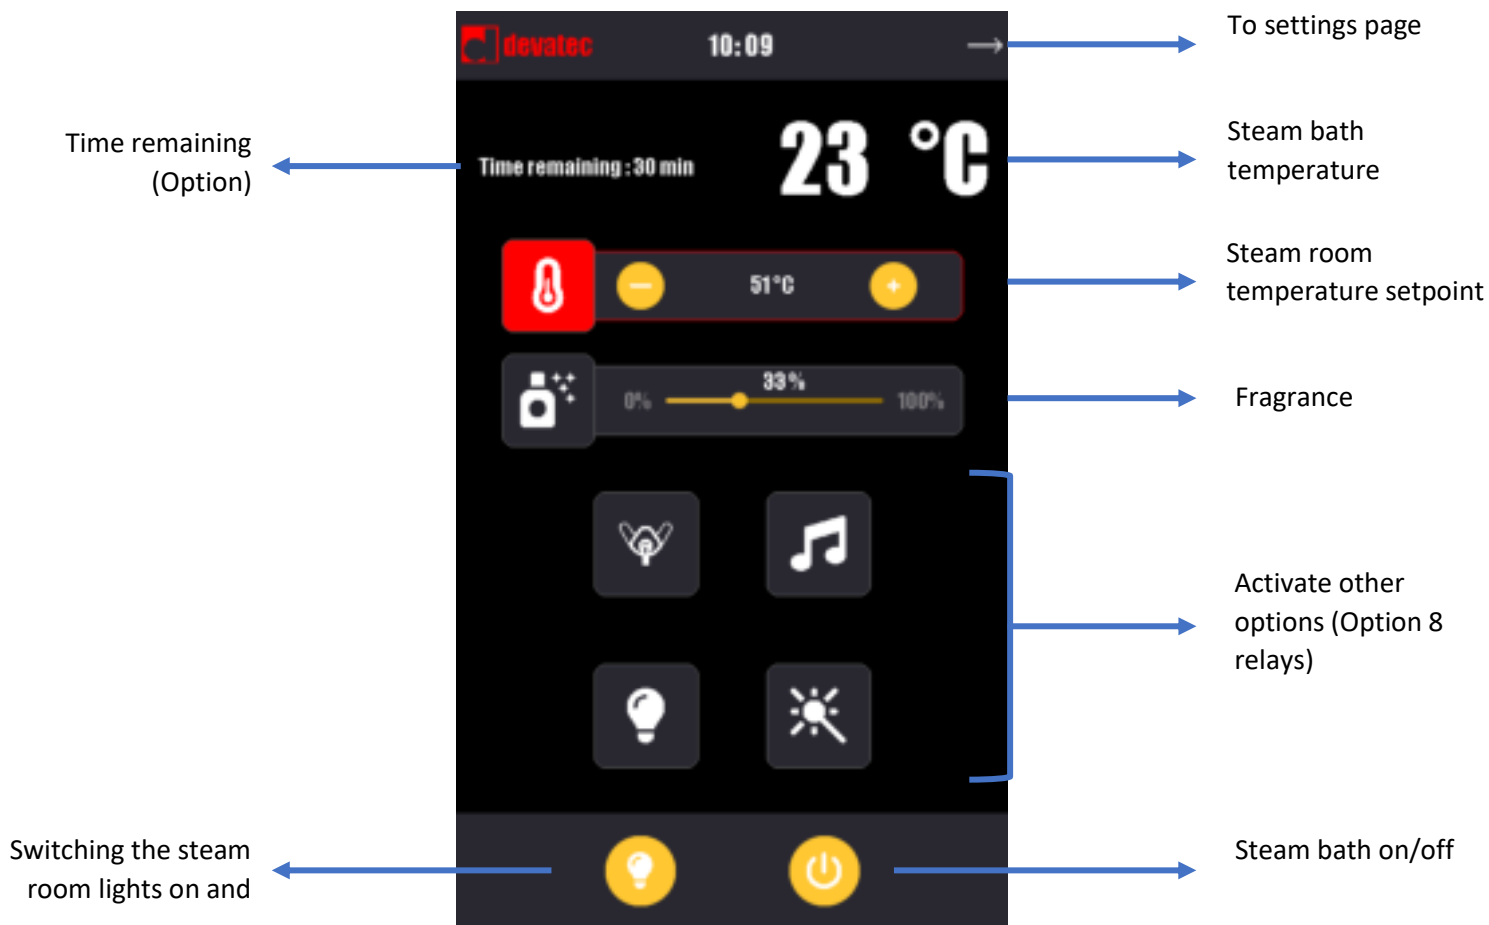 devatec
10:09
To settings page
Time remaining
(Option)
Time remaining : 30 min
23 °C
Steam bath
temperature
51°C
Steam room
temperature setpoint
33%
0%
100%
Fragrance
Activate other
options (Option 8
relays)
Switching the steam
room lights on and
Steam bath on/off